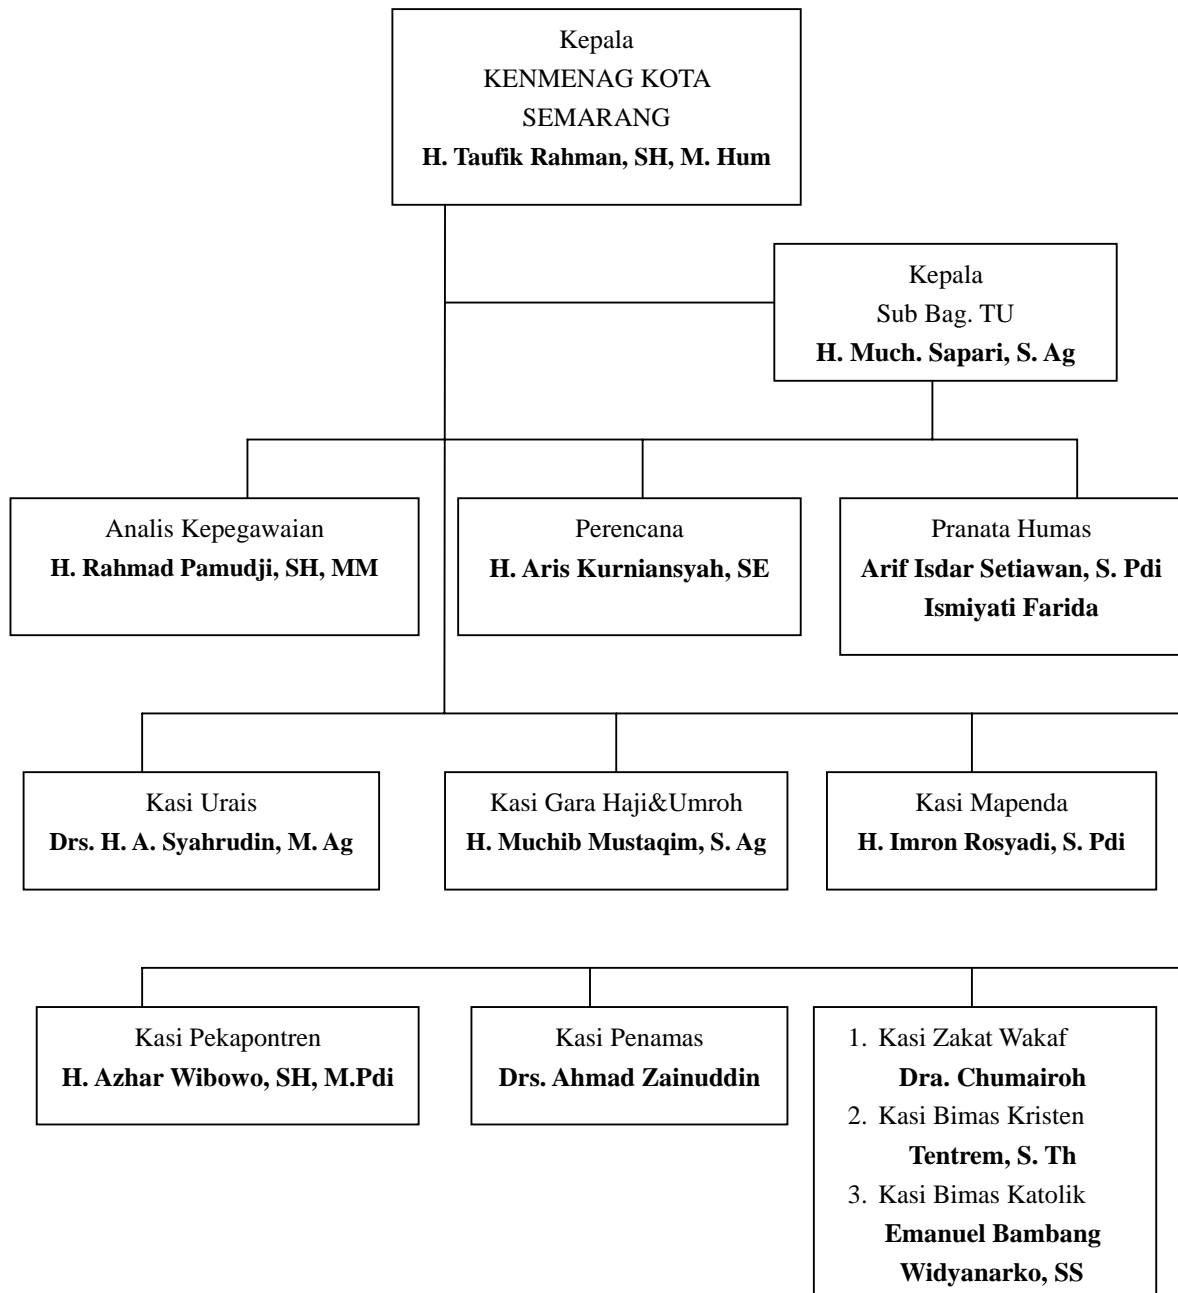 Kepala
KENMENAG KOTA
SEMARANG
H. Taufik Rahman, SH, M. Hum
Kepala
Sub Bag. TU
H. Much. Sapari, S. Ag
Analis Kepegawaian
H. Rahmad Pamudji, SH, MM
Perencana
H. Aris Kurniansyah, SE
Pranata Humas
Arif Isdar Setiawan, S. Pdi
Ismiyati Farida
Kasi Urais
Drs. H. A. Syahrudin, M. Ag
Kasi Gara Haji&Umroh
H. Muchib Mustaqim, S. Ag
Kasi Mapenda
H. Imron Rosyadi, S. Pdi
Kasi Pekapontren
H. Azhar Wibowo, SH, M.Pdi
Kasi Penamas
Drs. Ahmad Zainuddin
1. Kasi Zakat Wakaf
Dra. Chumairoh
2. Kasi Bimas Kristen
Tentrem, S. Th
3. Kasi Bimas Katolik
Emanuel Bambang
Widyanarko, SS